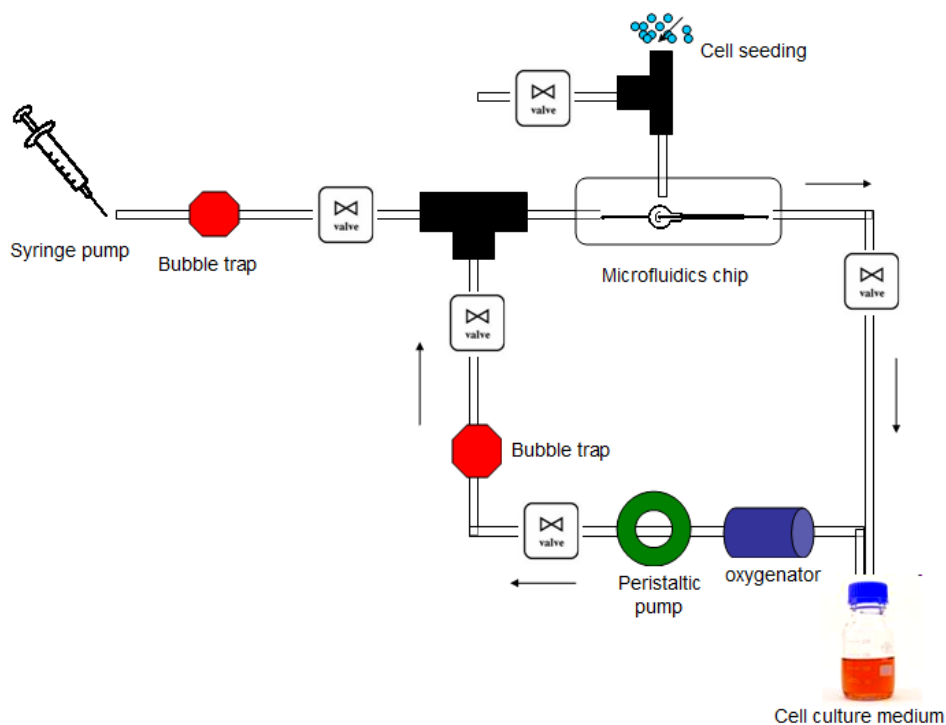 Cell seeding
valve
Syringe pump
Bubble trap
valve
Microfluidics chip
valve
valve
Bubble trap
valve
Peristaltic
pump
oxygenator
Cell culture medium